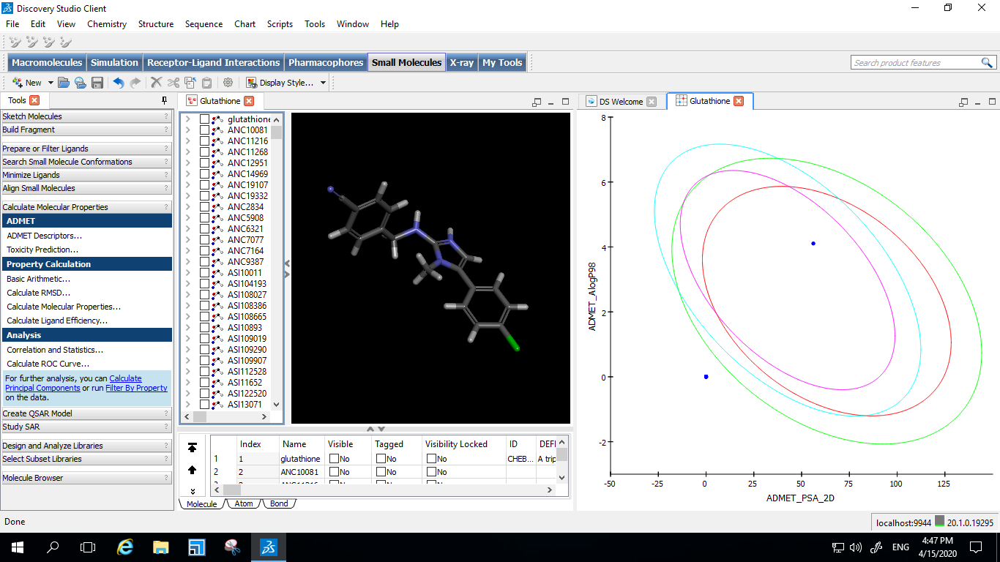 Discovery Studio Client
File Edit View Chemistry Structure Sequence Chart Scripts Tools Window Help
Macromolecules Simulation Receptor-Ligand Interactions Pharmacophores Small Molecules X-ray My Tools
Search product features
New Display Style...
Tools
Sketch Molecules ?
Build Fragment ?
Prepare or Filter Ligands ?
Search Small Molecule Conformations ?
Minimize Ligands ?
Align Small Molecules ?
Calculate Molecular Properties ?
ADMET
ADMET Descriptors...
Toxicity Prediction...
Property Calculation
Basic Arithmetic...
Calculate RMSD...
Calculate Molecular Properties...
Calculate Ligand Efficiency...
Analysis
Correlation and Statistics...
Calculate ROC Curve...
For further analysis, you can Calculate
Principal Components or run Filter By Property
on the data.
Create QSAR Model ?
Study SAR ?
Design and Analyze Libraries ?
Select Subset Libraries ?
Molecule Browser ?
Glutathione
glutathione
ANC10081
ANC11216
ANC11268
ANC12951
ANC14969
ANC19107
ANC19332
ANC2834
ANC5908
ANC6321
ANC7077
ANC7164
ANC9387
ASI10011
ASI104193
ASI108027
ASI108386
ASI108665
ASI10893
ASI109019
ASI109290
ASI109907
ASI112528
ASI11652
ASI122520
ASI13071
Index Name Visible Tagged Visibility Locked ID DEFI
1 1 glutathione No No No CHEB... A trip
2 2 ANC10081 No No No
Molecule Atom Bond
DS Welcome Glutathione
8
6
4
2
0
-2
ADMET_AlogP98
-50 -25 0 25 50 75 100 125
ADMET_PSA_2D
Done
localhost:9944 20.1.0.19295
ENG
4:47 PM
4/15/2020